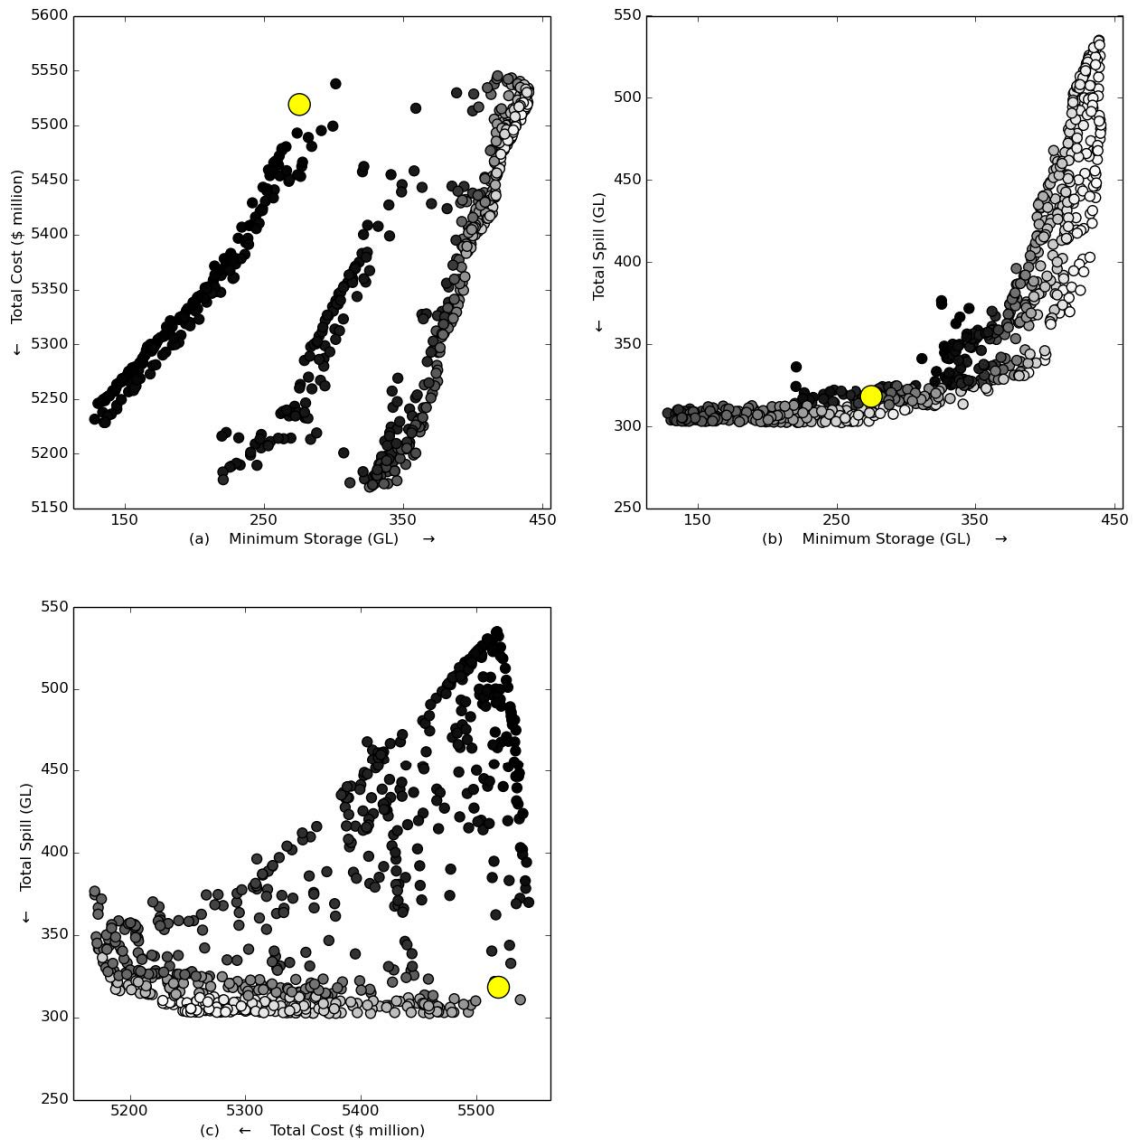 5600
5550
5500
5450
5400
5350
5300
5250
5200
5150
← Total Cost ($ million)
150 250 350 450
(a) Minimum Storage (GL) →
550
500
450
400
350
300
250
← Total Spill (GL)
150 250 350 450
(b) Minimum Storage (GL) →
550
500
450
400
350
300
250
← Total Spill (GL)
5200 5300 5400 5500
(c) ← Total Cost ($ million)